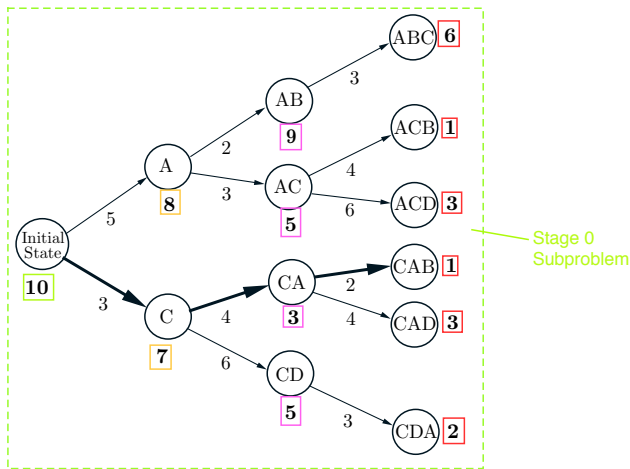 ABC 6
3
AB
9
2
ACB 1
4
A
8
3
AC
5
6
ACD 3
5
Initial
State
10
Stage 0
Subproblem
3
CAB 1
2
CA
3
4
4
C
7
CAD 3
6
CD
5
3
CDA 2